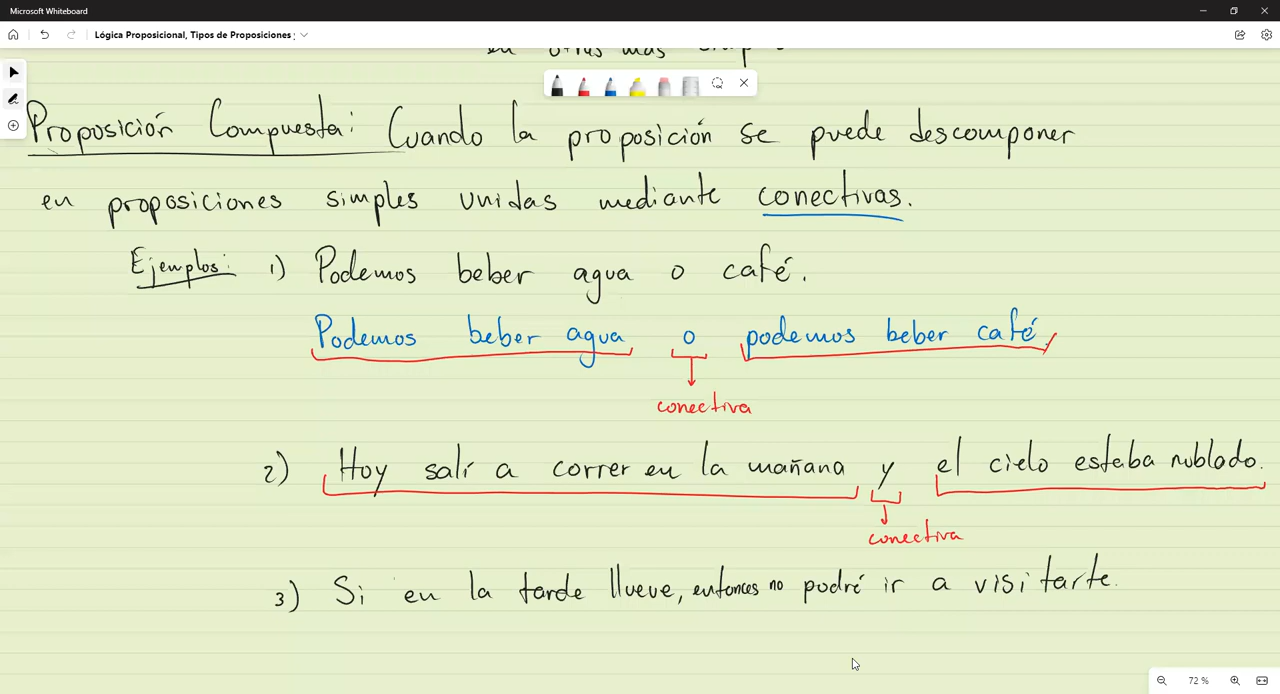 Microsoft Whiteboard
Lógica Proposicional, Tipos de Proposiciones
en otras más
Proposición Compuesta: Cuando la proposición se puede descomponer
en proposiciones simples unidas mediante conectivas.
Ejemplos: 1) Podemos beber agua o café.
Podemos beber agua o podemos beber café.
conectiva
2) Hoy salí a correr en la mañana y el cielo estaba nublado.
conectiva
3) Si en la tarde llueve, entonces no podré ir a visitarte.
72 %